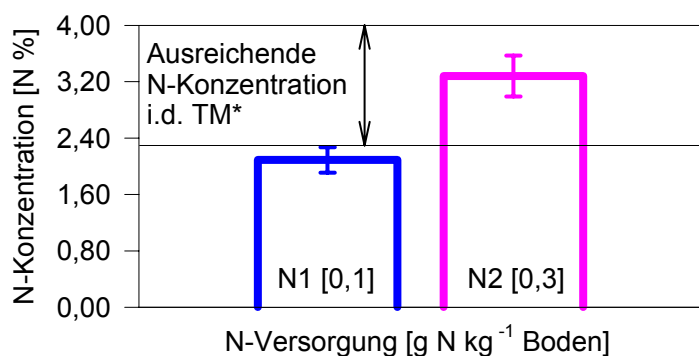 N-Konzentration [N %]
4,00
3,20
2,40
1,60
0,80
0,00
Ausreichende
N-Konzentration
i.d. TM*
N1 [0,1]
N2 [0,3]
N-Versorgung [g N kg⁻¹ Boden]